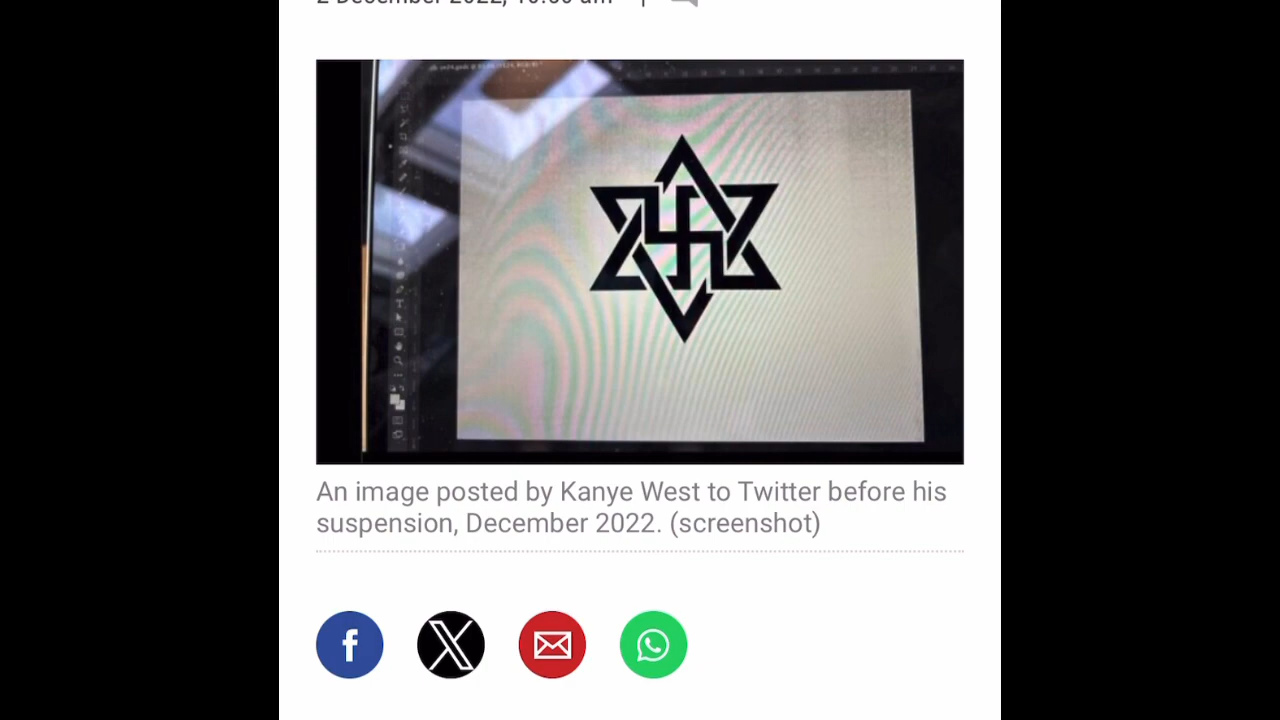 An image posted by Kanye West to Twitter before his
suspension, December 2022. (screenshot)